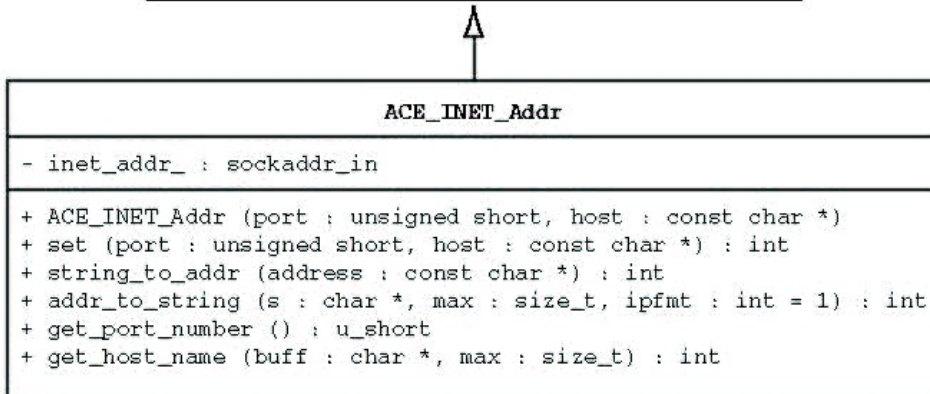 ACE_INET_Addr
- inet_addr_ : sockaddr_in
+ ACE_INET_Addr (port : unsigned short, host : const char *)
+ set (port : unsigned short, host : const char *) : int
+ string_to_addr (address : const char *) : int
+ addr_to_string (s : char *, max : size_t, ipfmt : int = 1) : int
+ get_port_number () : u_short
+ get_host_name (buff : char *, max : size_t) : int